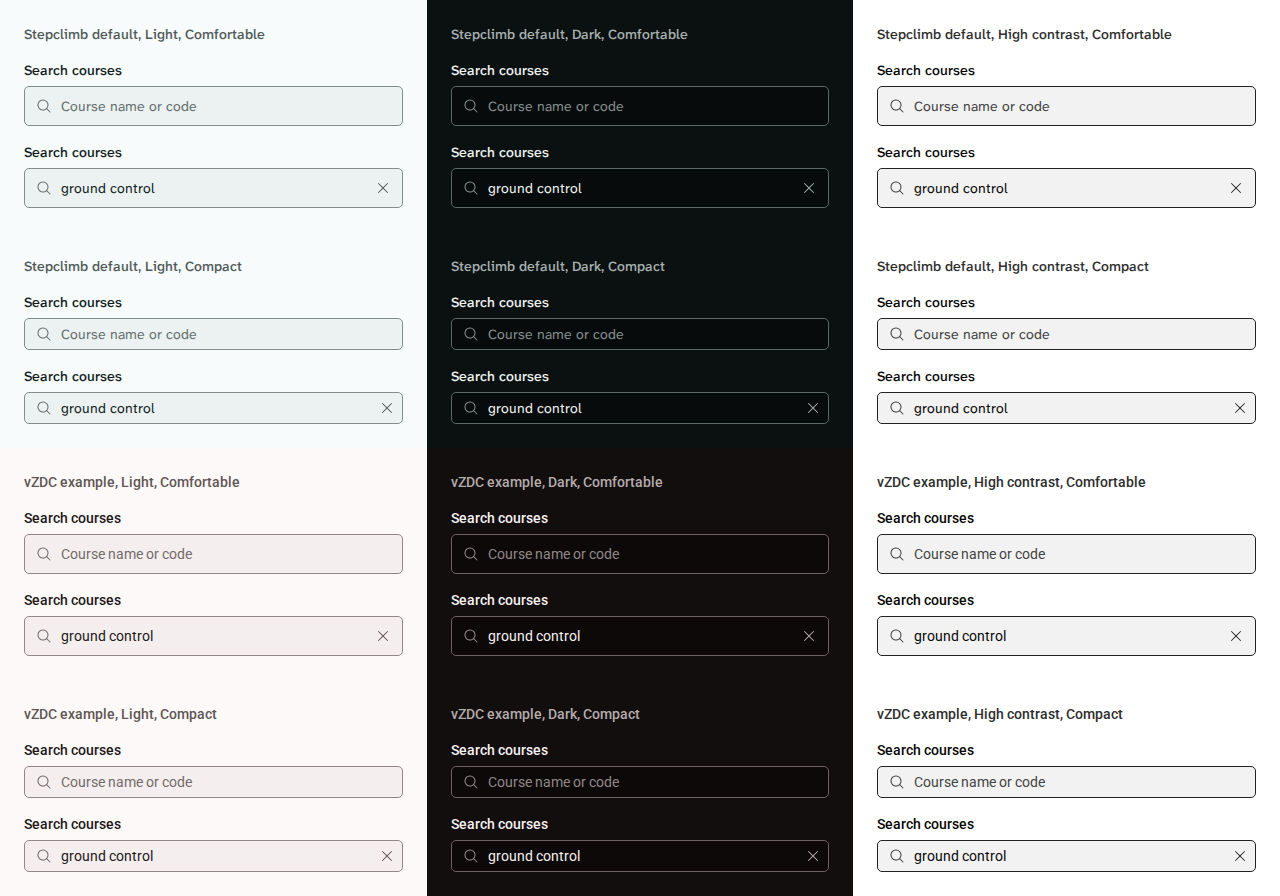 Stepclimb default, Light, Comfortable
Search courses
Course name or code
Search courses
ground control
Stepclimb default, Dark, Comfortable
Search courses
Course name or code
Search courses
ground control
Stepclimb default, High contrast, Comfortable
Search courses
Course name or code
Search courses
ground control
Stepclimb default, Light, Compact
Search courses
Course name or code
Search courses
ground control
Stepclimb default, Dark, Compact
Search courses
Course name or code
Search courses
ground control
Stepclimb default, High contrast, Compact
Search courses
Course name or code
Search courses
ground control
vZDC example, Light, Comfortable
Search courses
Course name or code
Search courses
ground control
vZDC example, Dark, Comfortable
Search courses
Course name or code
Search courses
ground control
vZDC example, High contrast, Comfortable
Search courses
Course name or code
Search courses
ground control
vZDC example, Light, Compact
Search courses
Course name or code
Search courses
ground control
vZDC example, Dark, Compact
Search courses
Course name or code
Search courses
ground control
vZDC example, High contrast, Compact
Search courses
Course name or code
Search courses
ground control